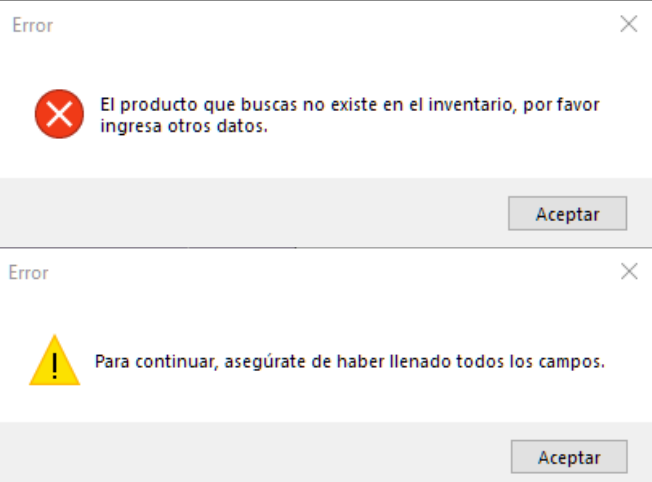 Error
El producto que buscas no existe en el inventario, por favor
ingresa otros datos.
Aceptar
Error
Para continuar, asegúrate de haber llenado todos los campos.
Aceptar